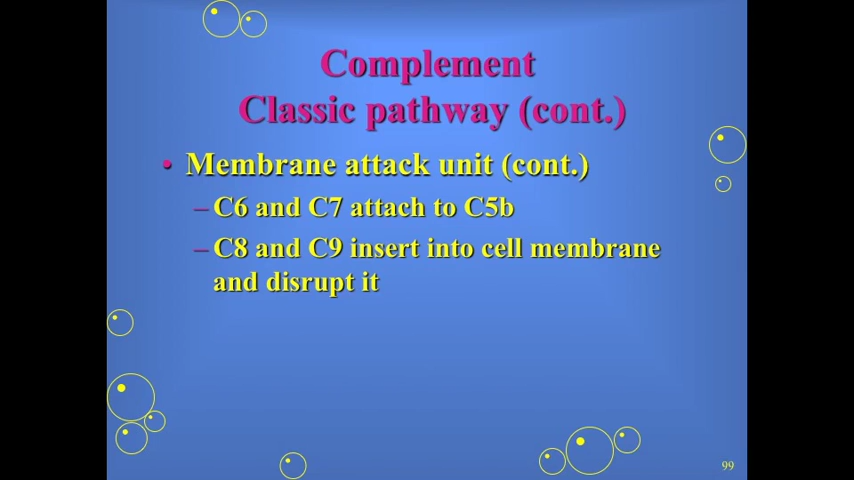 Complement
Classic pathway (cont.)
• Membrane attack unit (cont.)
– C6 and C7 attach to C5b
– C8 and C9 insert into cell membrane
and disrupt it
99